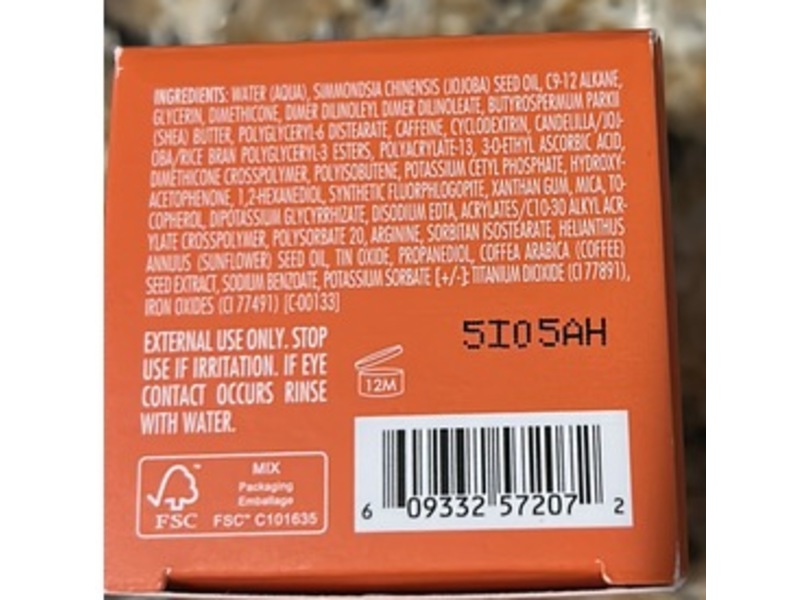 INGREDIENTS: WATER (AQUA), SIMMONDSIA CHINENSIS (JOJOBA) SEED OIL, C9-12 ALKANE,
GLYCERIN, DIMETHICONE, DIMER DILINOLEYL DIMER DILINOLEATE, BUTYROSPERMUM PARKII
(SHEA) BUTTER, POLYGLYCERYL-6 DISTEARATE, CAFFEINE, CYCLODEXTRIN, CANDELILLA/JOJ-
OBA/RICE BRAN POLYGLYCERYL-3 ESTERS, POLYACRYLATE-13, 3-O-ETHYL ASCORBIC ACID,
DIMETHICONE CROSSPOLYMER, POLYISOBUTENE, POTASSIUM CETYL PHOSPHATE, HYDROXY-
ACETOPHENONE, 1,2-HEXANEDIOL, SYNTHETIC FLUORPHLOGOPITE, XANTHAN GUM, MICA, TO-
COPHEROL, DIPOTASSIUM GLYCYRRHIZATE, DISODIUM EDTA, ACRYLATES/C10-30 ALKYL ACR-
YLATE CROSSPOLYMER, POLYSORBATE 20, ARGININE, SORBITAN ISOSTEARATE, HELIANTHUS
ANNUUS (SUNFLOWER) SEED OIL, TIN OXIDE, PROPANEDIOL, COFFEA ARABICA (COFFEE)
SEED EXTRACT, SODIUM BENZOATE, POTASSIUM SORBATE [+/-]: TITANIUM DIOXIDE (CI 77891),
IRON OXIDES (CI 77491) [C-00133]
EXTERNAL USE ONLY. STOP
USE IF IRRITATION. IF EYE
CONTACT OCCURS RINSE
WITH WATER.
12M
5I05AH
FSC
MIX
Packaging
Emballage
FSC™ C101635
6 09332 57207 2